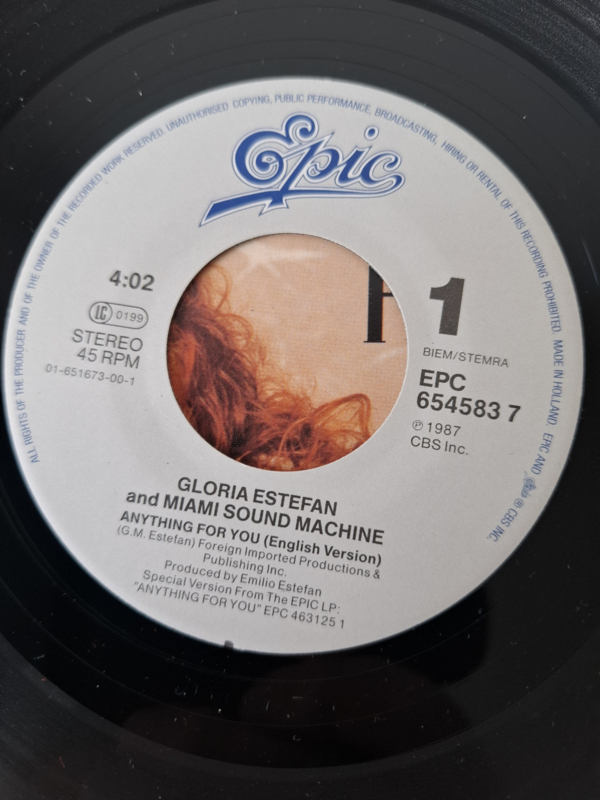 ALL RIGHTS OF THE PRODUCER AND OF THE OWNER OF THE RECORDED WORK RESERVED. UNAUTHORISED COPYING, PUBLIC PERFORMANCE, BROADCASTING, HIRING OR RENTAL OF THIS RECORDING PROHIBITED. MADE IN HOLLAND. EPIC AND Epic ® CBS INC.
Epic
4:02
LC 0199
STEREO
45 RPM
01-651673-00-1
1
BIEM/STEMRA
EPC
654583 7
℗ 1987
CBS Inc.
GLORIA ESTEFAN
and MIAMI SOUND MACHINE
ANYTHING FOR YOU (English Version)
(G.M. Estefan) Foreign Imported Productions &
Publishing Inc.
Produced by Emilio Estefan
Special Version From The EPIC LP:
"ANYTHING FOR YOU" EPC 463125 1